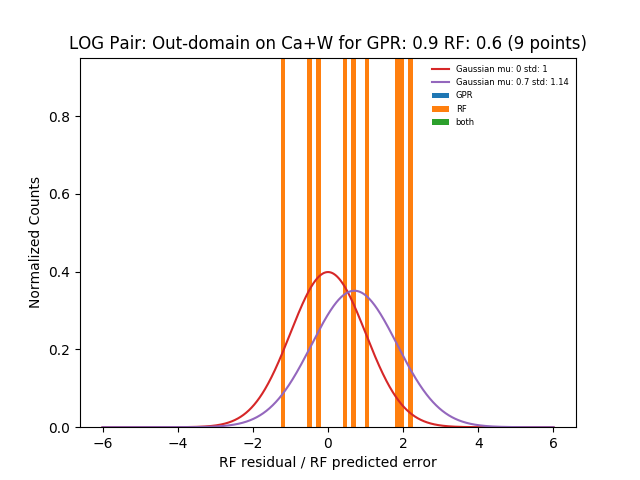 LOG Pair: Out-domain on Ca+W for GPR: 0.9 RF: 0.6 (9 points)
Gaussian mu: 0 std: 1
Gaussian mu: 0.7 std: 1.14
GPR
RF
both
Normalized Counts
0.8
0.6
0.4
0.2
0.0
−6
−4
−2
0
2
4
6
RF residual / RF predicted error